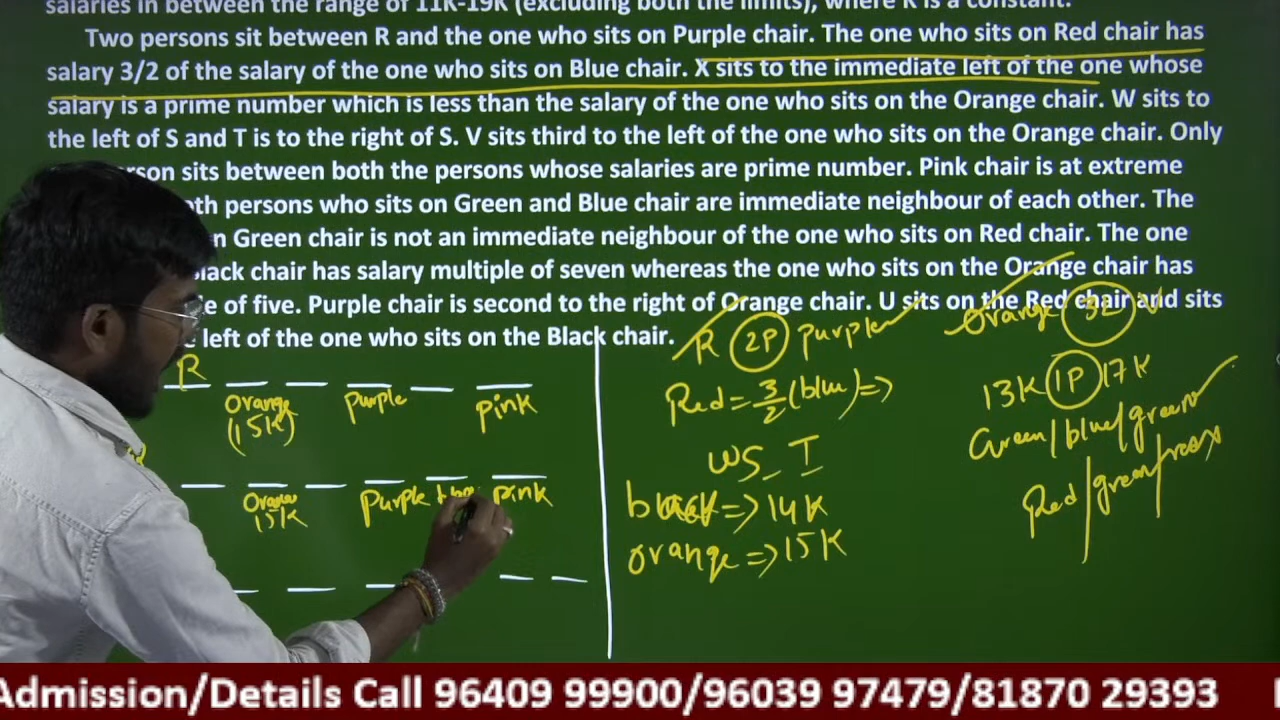 salaries in between the range of 11K-19K (excluding both the limits), where K is a constant.
Two persons sit between R and the one who sits on Purple chair. The one who sits on Red chair has
salary 3/2 of the salary of the one who sits on Blue chair. X sits to the immediate left of the one whose
salary is a prime number which is less than the salary of the one who sits on the Orange chair. W sits to
the left of S and T is to the right of S. V sits third to the left of the one who sits on the Orange chair. Only
person sits between both the persons whose salaries are prime number. Pink chair is at extreme
persons who sits on Green and Blue chair are immediate neighbour of each other. The
Green chair is not an immediate neighbour of the one who sits on Red chair. The one
chair has salary multiple of seven whereas the one who sits on the Orange chair has
of five. Purple chair is second to the right of Orange chair. U sits on the Red chair and sits
left of the one who sits on the Black chair.
R
Orange
(15K)
Purple
Pink
Orange
15K
Purple
Pink
R 2P purple
Red = 3/2 (blue) =>
WS_T
black => 14K
orange => 15K
orange 32 V
13K 1P 17K
Green/blue/green
Red/green
Admission/Details Call 96409 99900/96039 97479/81870 29393